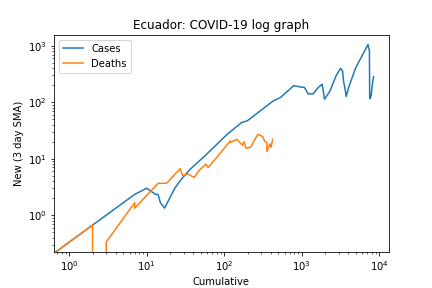 Ecuador: COVID-19 log graph
Cases
Deaths
New (3 day SMA)
10³
10²
10¹
10⁰
10⁰ 10¹ 10² 10³ 10⁴
Cumulative